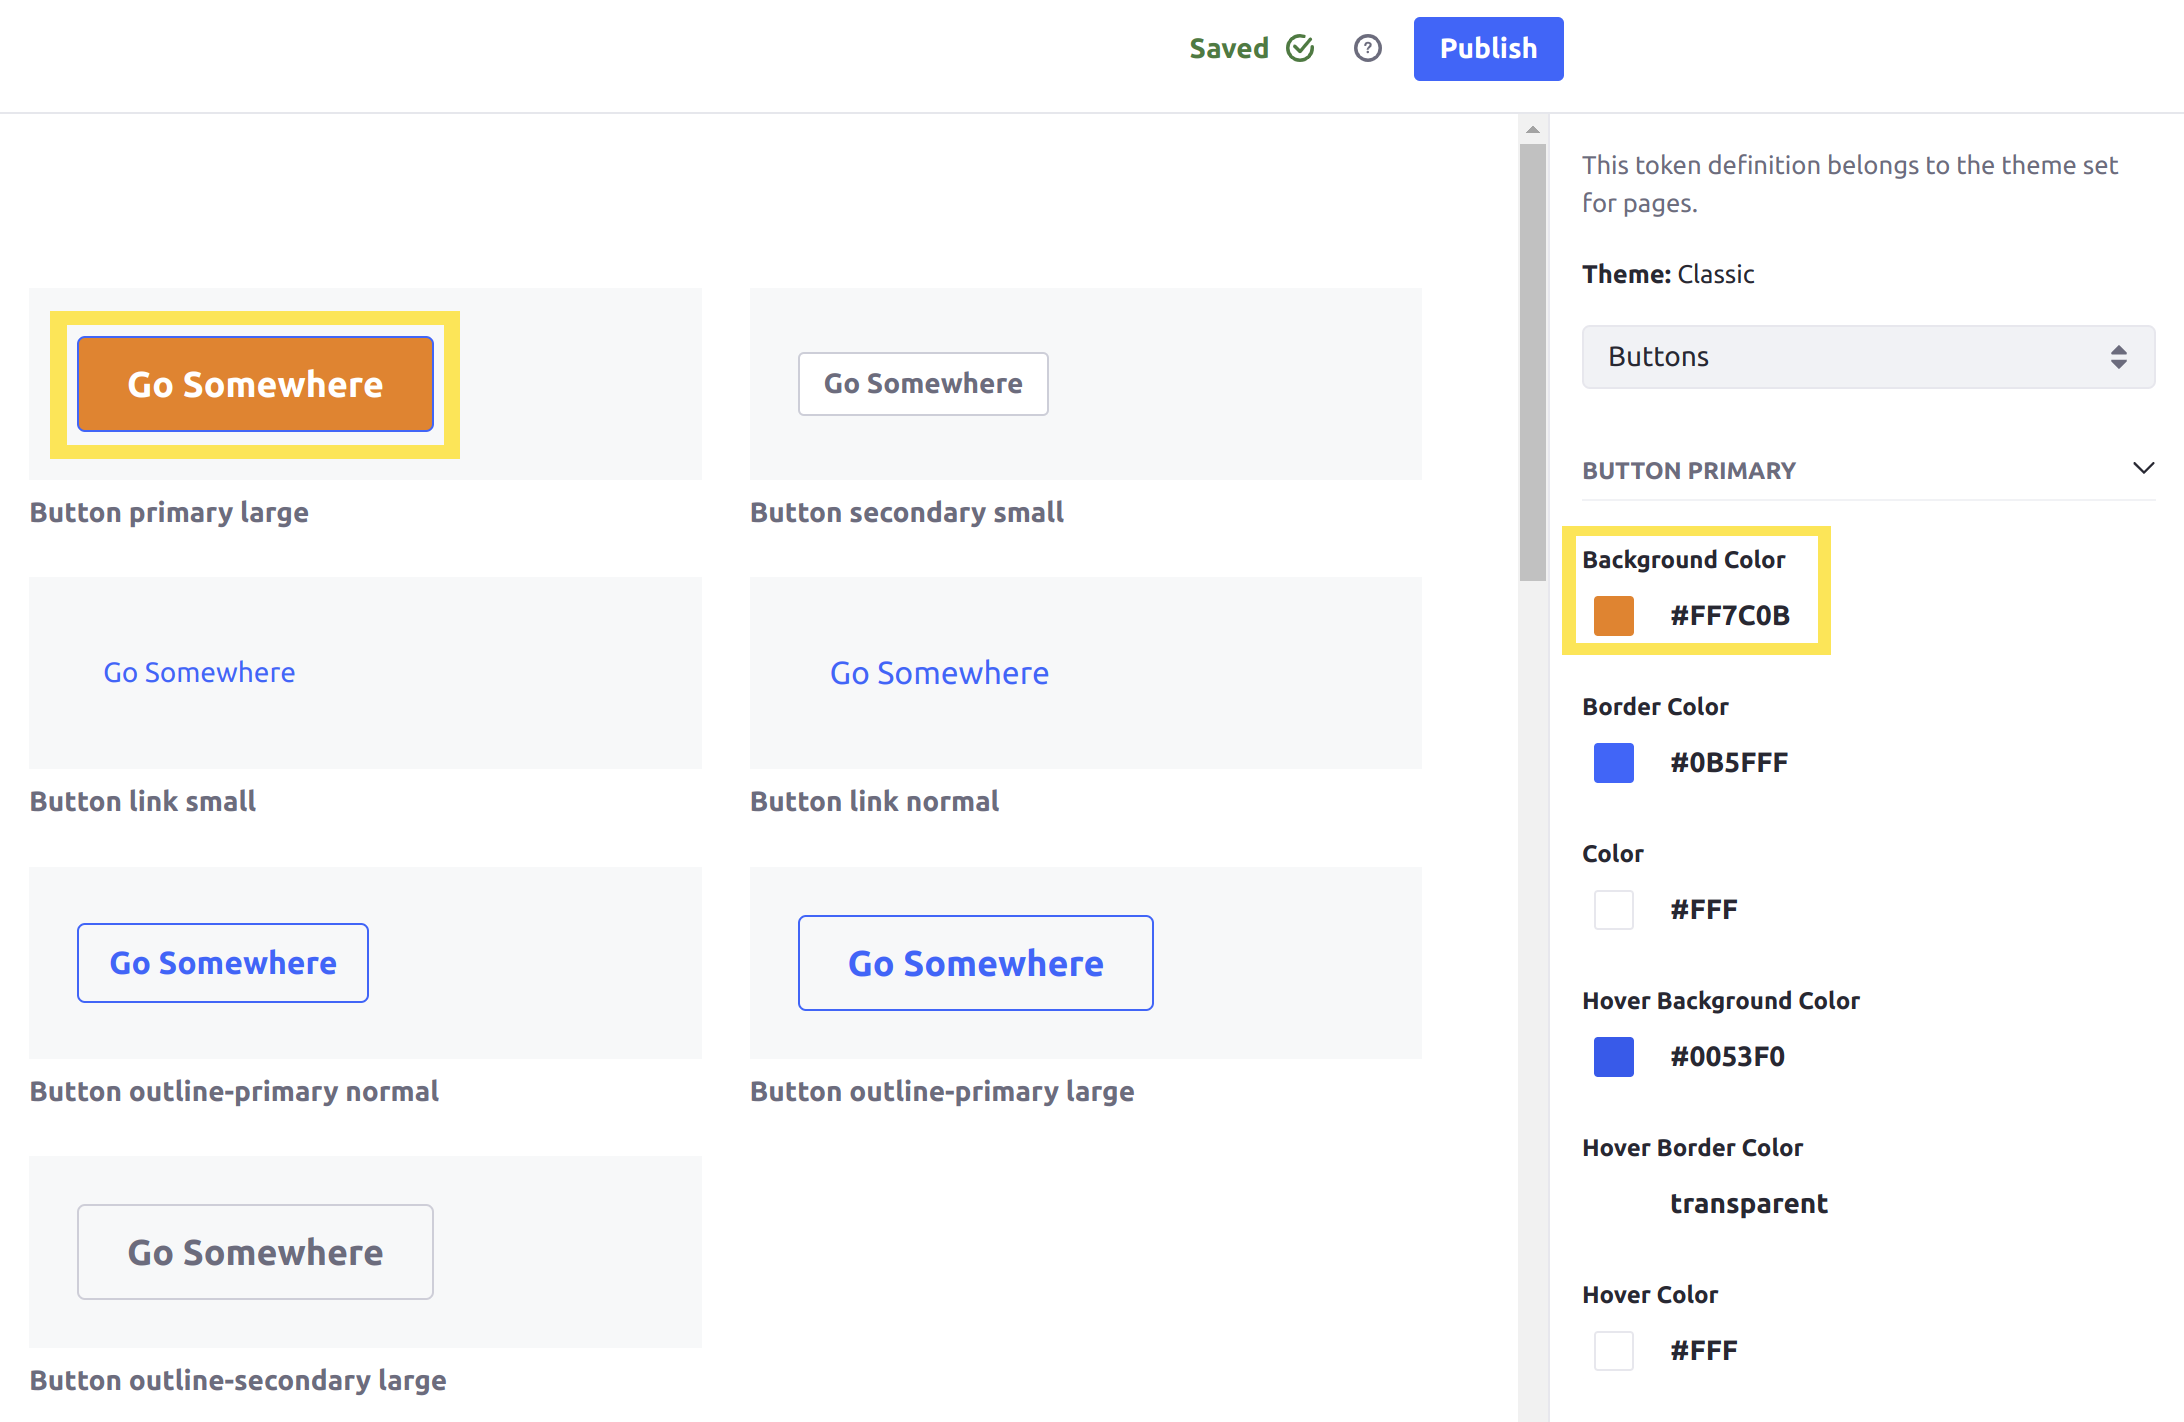 Saved
?
Publish
Go Somewhere
Button primary large
Go Somewhere
Button secondary small
Go Somewhere
Button link small
Go Somewhere
Button link normal
Go Somewhere
Button outline-primary normal
Go Somewhere
Button outline-primary large
Go Somewhere
Button outline-secondary large
This token definition belongs to the theme set
for pages.
Theme: Classic
Buttons
BUTTON PRIMARY
Background Color
#FF7C0B
Border Color
#0B5FFF
Color
#FFF
Hover Background Color
#0053F0
Hover Border Color
transparent
Hover Color
#FFF